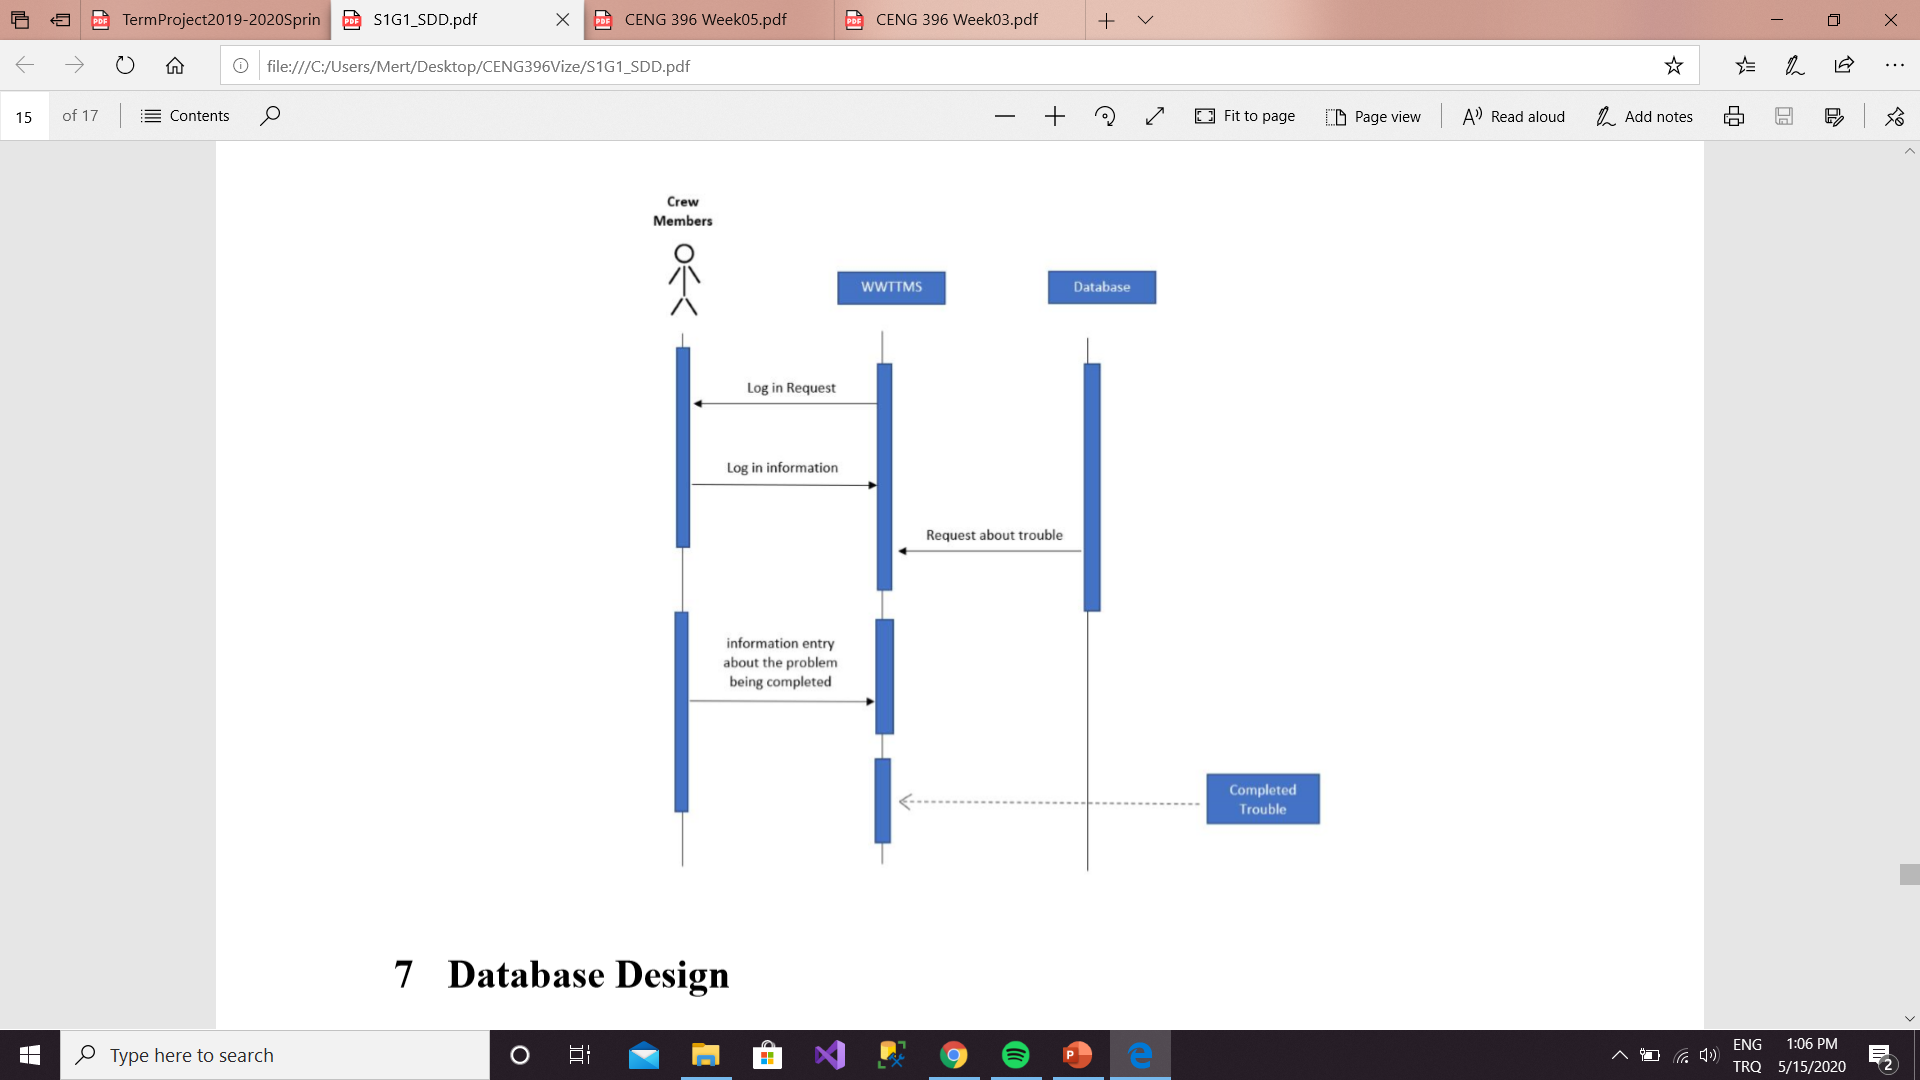 TermProject2019-2020Sprin
S1G1_SDD.pdf
CENG 396 Week05.pdf
CENG 396 Week03.pdf
file:///C:/Users/Mert/Desktop/CENG396Vize/S1G1_SDD.pdf
15 of 17
Contents
Fit to page
Page view
Read aloud
Add notes
Crew
Members
WWTTMS
Database
Log in Request
Log in information
Request about trouble
information entry
about the problem
being completed
Completed
Trouble
7 Database Design
Type here to search
ENG
TRQ
1:06 PM
5/15/2020
2